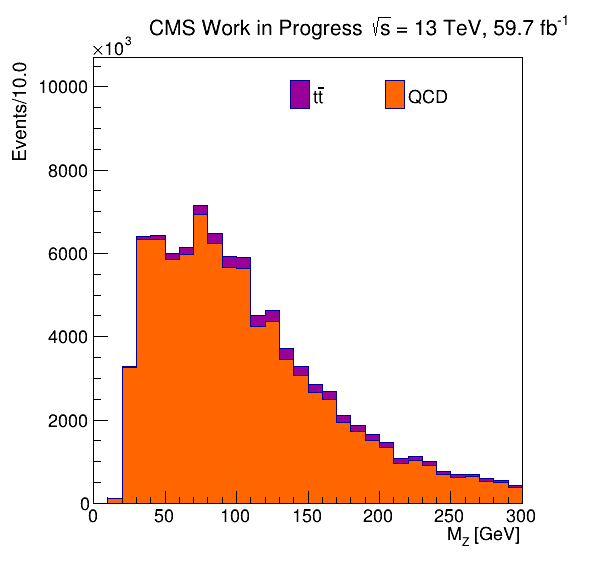 CMS Work in Progress √s = 13 TeV, 59.7 fb⁻¹
×10³
Events/10.0
tt̄
QCD
10000
8000
6000
4000
2000
0
0 50 100 150 200 250 300
M_Z [GeV]